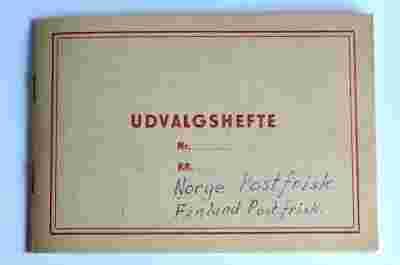 UDVALGSHEFTE
Nr. ............
KR.
Norge Postfrisk
Finland Postfrisk.